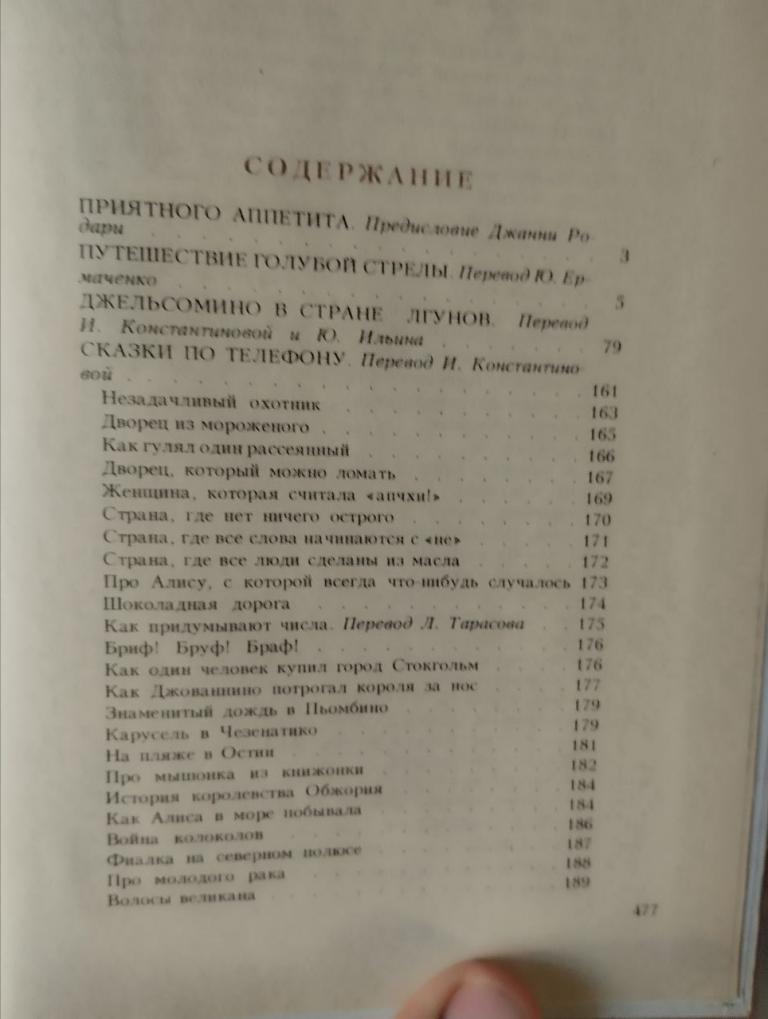 СОДЕРЖАНИЕ
ПРИЯТНОГО АППЕТИТА. Предисловие Джанни Ро-
дари . . . . . . . . . . . . . . . 3
ПУТЕШЕСТВИЕ ГОЛУБОЙ СТРЕЛЫ. Перевод Ю. Ер-
маченко . . . . . . . . . . . . . . 5
ДЖЕЛЬСОМИНО В СТРАНЕ ЛГУНОВ. Перевод
И. Константиновой и Ю. Ильина . . . . . . 79
СКАЗКИ ПО ТЕЛЕФОНУ. Перевод И. Константино-
вой . . . . . . . . . . . . . . . . 161
Незадачливый охотник . . . . . . . . . 163
Дворец из мороженого . . . . . . . . . 165
Как гулял один рассеянный . . . . . . . 166
Дворец, который можно ломать . . . . . . 167
Женщина, которая считала «апчхи!» . . . . 169
Страна, где нет ничего острого . . . . . . 170
Страна, где все слова начинаются с «не» . . . 171
Страна, где все люди сделаны из масла . . . 172
Про Алису, с которой всегда что-нибудь случалось 173
Шоколадная дорога . . . . . . . . . . 174
Как придумывают числа. Перевод Л. Тарасова . . 175
Бриф! Бруф! Браф! . . . . . . . . . . 176
Как один человек купил город Стокгольм . . . 176
Как Джованнино потрогал короля за нос . . . 177
Знаменитый дождь в Пьомбино . . . . . . 179
Карусель в Чезенатико . . . . . . . . . 179
На пляже в Остии . . . . . . . . . . . 181
Про мышонка из книжонки . . . . . . . 182
История королевства Обжория . . . . . . 184
Как Алиса в море побывала . . . . . . . 184
Война колоколов . . . . . . . . . . . 186
Фиалка на северном полюсе . . . . . . . 187
Про молодого рака . . . . . . . . . . 188
Волосы великана . . . . . . . . . . . 189
477